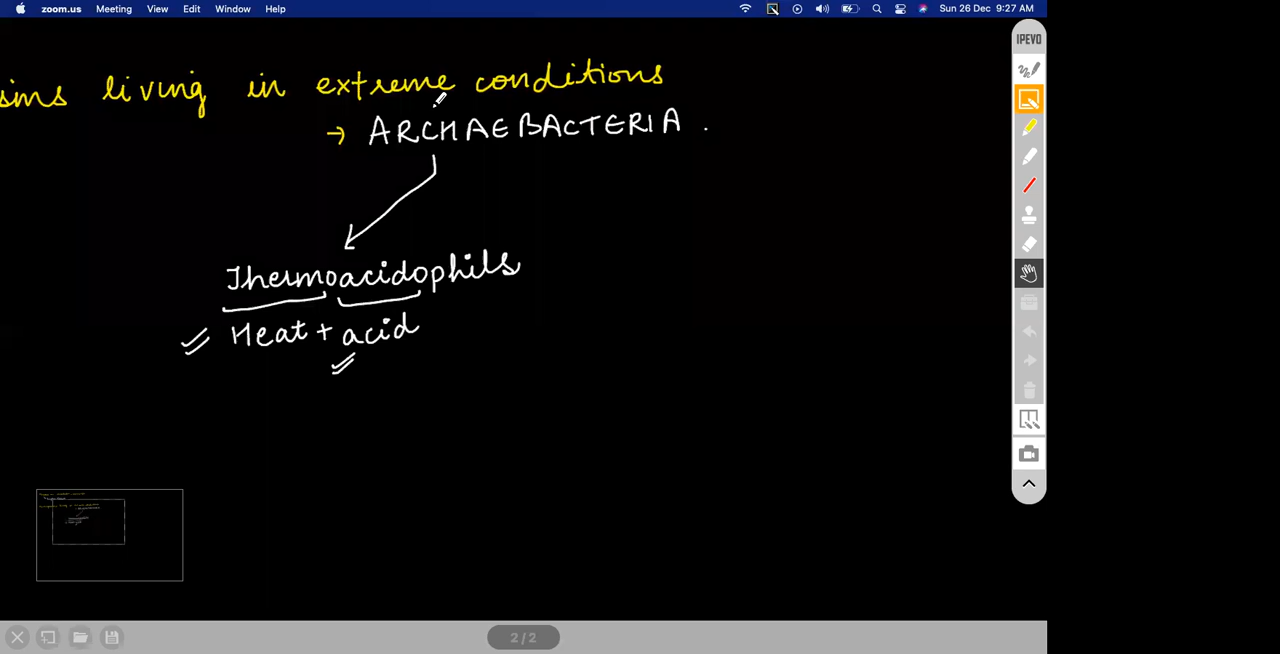 zoom.us Meeting View Edit Window Help Sun 26 Dec 9:27 AM
IPEVO
sms living in extreme conditions
→ ARCHAEBACTERIA .
Thermoacidophils
Heat + acid
2 / 2